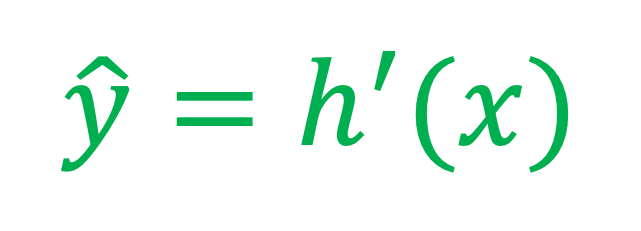 ŷ = h′(x)